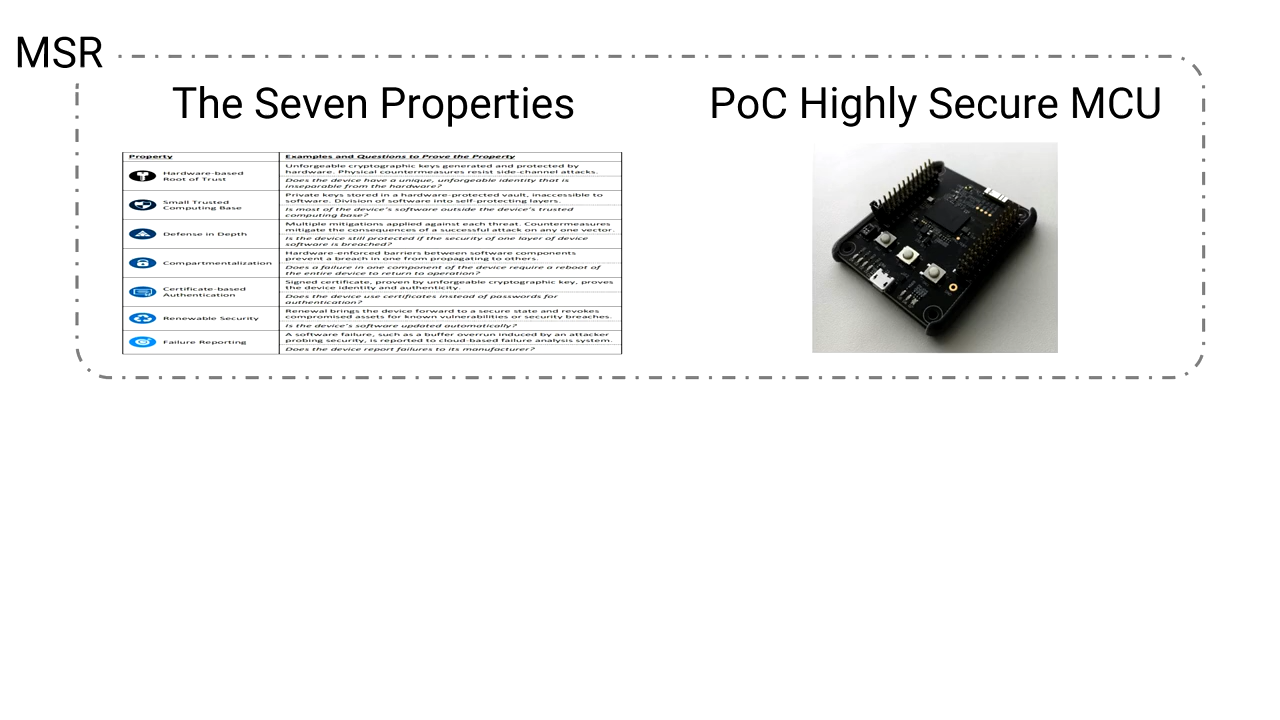 MSR
The Seven Properties
PoC Highly Secure MCU
Property
Examples and Questions to Prove the Property
Hardware-based
Root of Trust
Unforgeable cryptographic keys generated and protected by
hardware. Physical countermeasures resist side-channel attacks.
Does the device have a unique, unforgeable identity that is
inseparable from the hardware?
Small Trusted
Computing Base
Private keys stored in a hardware-protected vault, inaccessible to
software. Division of software into self-protecting layers.
Is most of the device's software outside the device's trusted
computing base?
Defense in Depth
Multiple mitigations applied against each threat. Countermeasures
mitigate the consequences of a successful attack on any one vector.
Is the device still protected if the security of one layer of device
software is breached?
Compartmentalization
Hardware-enforced barriers between software components
prevent a breach in one from propagating to others.
Does a failure in one component of the device require a reboot of
the entire device to return to operation?
Certificate-based
Authentication
Signed certificate, proven by unforgeable cryptographic key, proves
the device identity and authenticity.
Does the device use certificates instead of passwords for
authentication?
Renewable Security
Renewal brings the device forward to a secure state and revokes
compromised assets for known vulnerabilities or security breaches.
Is the device's software updated automatically?
Failure Reporting
A software failure, such as a buffer overrun induced by an attacker
probing security, is reported to cloud-based failure analysis system.
Does the device report failures to its manufacturer?